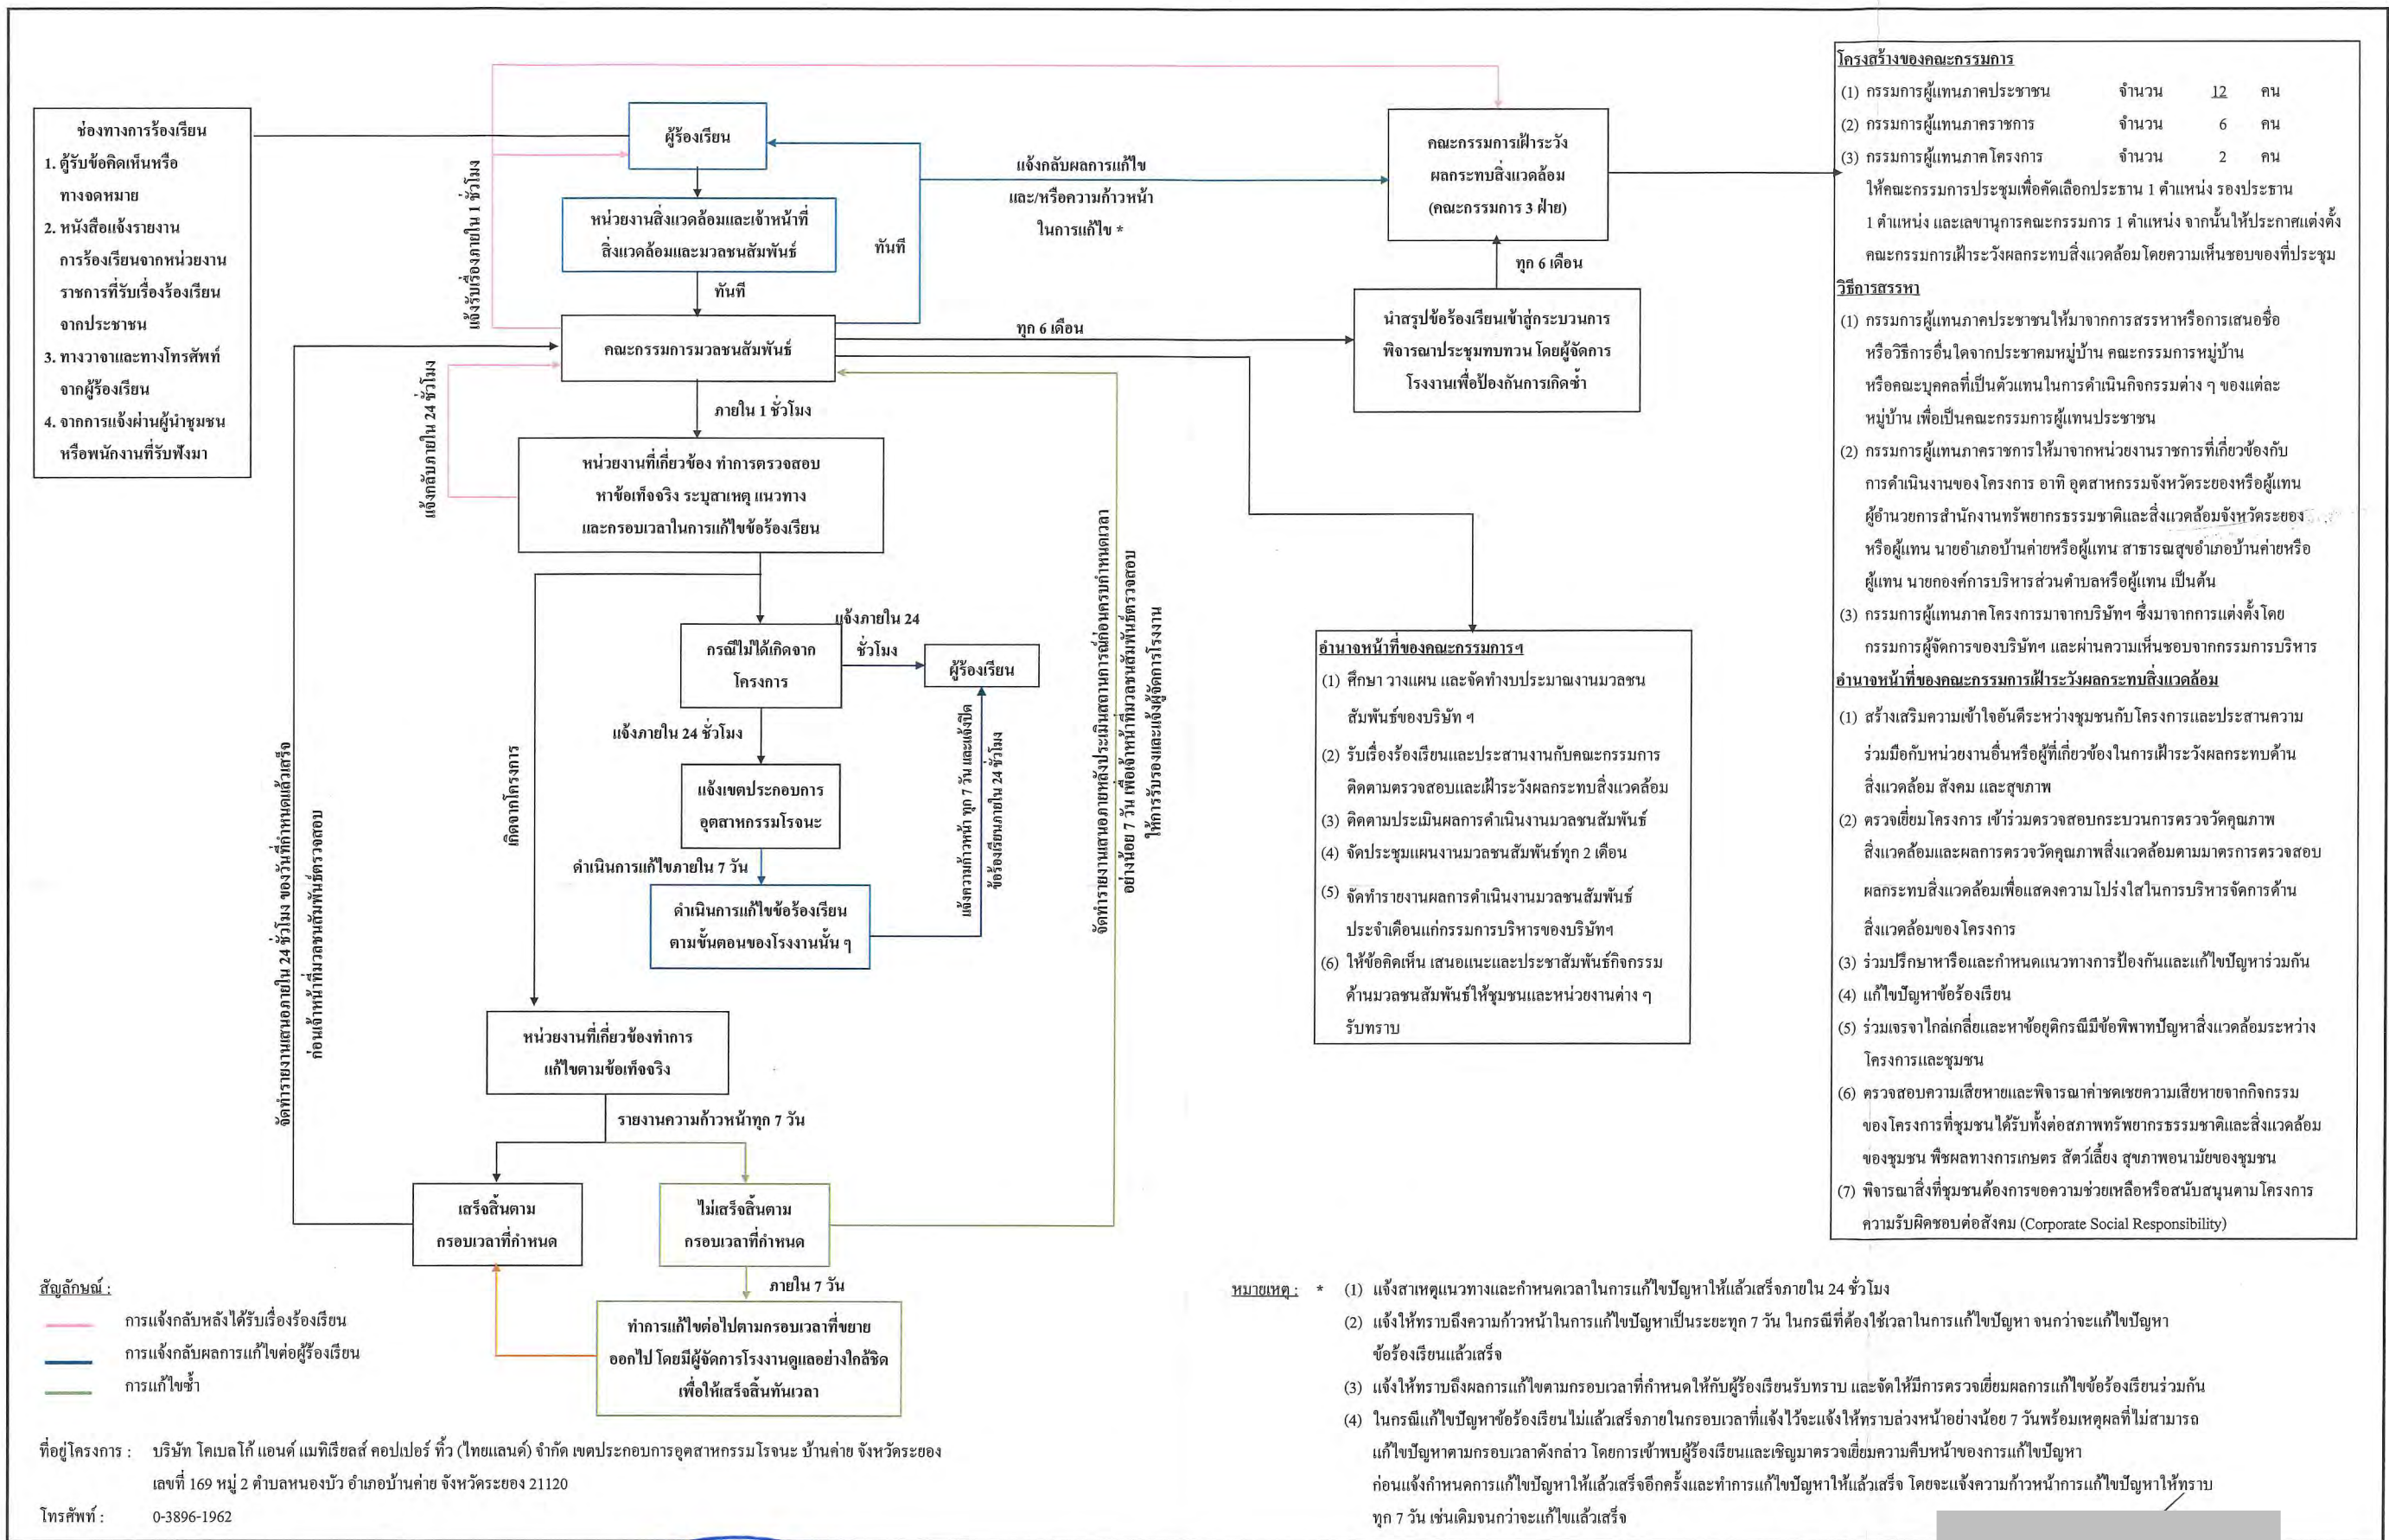 ช่องทางการร้องเรียน
1. ตู้รับข้อคิดเห็นหรือ
ทางจดหมาย
2. หนังสือแจ้งรายงาน
การร้องเรียนจากหน่วยงาน
ราชการที่รับเรื่องร้องเรียน
จากประชาชน
3. ทางวาจาและทางโทรศัพท์
จากผู้ร้องเรียน
4. จากการแจ้งผ่านผู้นำชุมชน
หรือพนักงานที่รับฟังมา
ผู้ร้องเรียน
หน่วยงานสิ่งแวดล้อมและเจ้าหน้าที่
สิ่งแวดล้อมและมวลชนสัมพันธ์
ทันที
แจ้งรับเรื่องภายใน 1 ชั่วโมง
ทันที
แจ้งกลับผลการแก้ไข
และ/หรือความก้าวหน้า
ในการแก้ไข *
คณะกรรมการเฝ้าระวัง
ผลกระทบสิ่งแวดล้อม
(คณะกรรมการ 3 ฝ่าย)
ทุก 6 เดือน
คณะกรรมการมวลชนสัมพันธ์
ทุก 6 เดือน
นำสรุปข้อร้องเรียนเข้าสู่กระบวนการ
พิจารณาประชุมทบทวน โดยผู้จัดการ
โรงงานเพื่อป้องกันการเกิดซ้ำ
ภายใน 1 ชั่วโมง
แจ้งกลับภายใน 24 ชั่วโมง
หน่วยงานที่เกี่ยวข้อง ทำการตรวจสอบ
หาข้อเท็จจริง ระบุสาเหตุ แนวทาง
และกรอบเวลาในการแก้ไขข้อร้องเรียน
กรณีไม่ได้เกิดจาก
โครงการ
แจ้งภายใน 24
ชั่วโมง
ผู้ร้องเรียน
แจ้งภายใน 24 ชั่วโมง
แจ้งเขตประกอบการ
อุตสาหกรรมโรจนะ
ดำเนินการแก้ไขภายใน 7 วัน
ดำเนินการแก้ไขข้อร้องเรียน
ตามขั้นตอนของโรงงานนั้น ๆ
แจ้งความก้าวหน้า ทุก 7 วัน และแจ้งปิด
ข้อร้องเรียนภายใน 24 ชั่วโมง
เกิดจากโครงการ
หน่วยงานที่เกี่ยวข้องทำการ
แก้ไขตามข้อเท็จจริง
รายงานความก้าวหน้าทุก 7 วัน
เสร็จสิ้นตาม
กรอบเวลาที่กำหนด
ไม่เสร็จสิ้นตาม
กรอบเวลาที่กำหนด
ภายใน 7 วัน
ทำการแก้ไขต่อไปตามกรอบเวลาที่ขยาย
ออกไป โดยมีผู้จัดการโรงงานดูแลอย่างใกล้ชิด
เพื่อให้เสร็จสิ้นทันเวลา
จัดทำรายงานเสนอภายใน 24 ชั่วโมง ของวันที่กำหนดแล้วเสร็จ
ก่อนเจ้าหน้าที่มวลชนสัมพันธ์ตรวจสอบ
จัดทำรายงานเสนอภายหลังประเมินสถานการณ์ก่อนครบกำหนดเวลา
อย่างน้อย 7 วัน เพื่อเจ้าหน้าที่มวลชนสัมพันธ์ตรวจสอบ
ให้การรับรองและแจ้งผู้จัดการโรงงาน
อำนาจหน้าที่ของคณะกรรมการฯ
(1) ศึกษา วางแผน และจัดทำงบประมาณงานมวลชน
สัมพันธ์ของบริษัท ฯ
(2) รับเรื่องร้องเรียนและประสานงานกับคณะกรรมการ
ติดตามตรวจสอบและเฝ้าระวังผลกระทบสิ่งแวดล้อม
(3) ติดตามประเมินผลการดำเนินงานมวลชนสัมพันธ์
(4) จัดประชุมแผนงานมวลชนสัมพันธ์ทุก 2 เดือน
(5) จัดทำรายงานผลการดำเนินงานมวลชนสัมพันธ์
ประจำเดือนแก่กรรมการบริหารของบริษัทฯ
(6) ให้ข้อคิดเห็น เสนอแนะและประชาสัมพันธ์กิจกรรม
ด้านมวลชนสัมพันธ์ให้ชุมชนและหน่วยงานต่าง ๆ
รับทราบ
โครงสร้างของคณะกรรมการ
(1) กรรมการผู้แทนภาคประชาชน จำนวน 12 คน
(2) กรรมการผู้แทนภาคราชการ จำนวน 6 คน
(3) กรรมการผู้แทนภาคโครงการ จำนวน 2 คน
ให้คณะกรรมการประชุมเพื่อคัดเลือกประธาน 1 ตำแหน่ง รองประธาน
1 ตำแหน่ง และเลขานุการคณะกรรมการ 1 ตำแหน่ง จากนั้นให้ประกาศแต่งตั้ง
คณะกรรมการเฝ้าระวังผลกระทบสิ่งแวดล้อมโดยความเห็นชอบของที่ประชุม
วิธีการสรรหา
(1) กรรมการผู้แทนภาคประชาชนให้มาจากการสรรหาหรือการเสนอชื่อ
หรือวิธีการอื่นใดจากประชาคมหมู่บ้าน คณะกรรมการหมู่บ้าน
หรือคณะบุคคลที่เป็นตัวแทนในการดำเนินกิจกรรมต่าง ๆ ของแต่ละ
หมู่บ้าน เพื่อเป็นคณะกรรมการผู้แทนประชาชน
(2) กรรมการผู้แทนภาคราชการให้มาจากหน่วยงานราชการที่เกี่ยวข้องกับ
การดำเนินงานของโครงการ อาทิ อุตสาหกรรมจังหวัดระยองหรือผู้แทน
ผู้อำนวยการสำนักงานทรัพยากรธรรมชาติและสิ่งแวดล้อมจังหวัดระยอง
หรือผู้แทน นายอำเภอบ้านค่ายหรือผู้แทน สาธารณสุขอำเภอบ้านค่ายหรือ
ผู้แทน นายกองค์การบริหารส่วนตำบลหรือผู้แทน เป็นต้น
(3) กรรมการผู้แทนภาคโครงการมาจากบริษัทฯ ซึ่งมาจากการแต่งตั้งโดย
กรรมการผู้จัดการของบริษัทฯ และผ่านความเห็นชอบจากกรรมการบริหาร
อำนาจหน้าที่ของคณะกรรมการเฝ้าระวังผลกระทบสิ่งแวดล้อม
(1) สร้างเสริมความเข้าใจอันดีระหว่างชุมชนกับโครงการและประสานความ
ร่วมมือกับหน่วยงานอื่นหรือผู้ที่เกี่ยวข้องในการเฝ้าระวังผลกระทบด้าน
สิ่งแวดล้อม สังคม และสุขภาพ
(2) ตรวจเยี่ยมโครงการ เข้าร่วมตรวจสอบกระบวนการตรวจวัดคุณภาพ
สิ่งแวดล้อมและผลการตรวจวัดคุณภาพสิ่งแวดล้อมตามมาตรการตรวจสอบ
ผลกระทบสิ่งแวดล้อมเพื่อแสดงความโปร่งใสในการบริหารจัดการด้าน
สิ่งแวดล้อมของโครงการ
(3) ร่วมปรึกษาหารือและกำหนดแนวทางการป้องกันและแก้ไขปัญหาร่วมกัน
(4) แก้ไขปัญหาข้อร้องเรียน
(5) ร่วมเจรจาไกล่เกลี่ยและหาข้อยุติกรณีมีข้อพิพาทปัญหาสิ่งแวดล้อมระหว่าง
โครงการและชุมชน
(6) ตรวจสอบความเสียหายและพิจารณาค่าชดเชยความเสียหายจากกิจกรรม
ของโครงการที่ชุมชนได้รับทั้งต่อสภาพทรัพยากรธรรมชาติและสิ่งแวดล้อม
ของชุมชน พืชผลทางการเกษตร สัตว์เลี้ยง สุขภาพอนามัยของชุมชน
(7) พิจารณาสิ่งที่ชุมชนต้องการขอความช่วยเหลือหรือสนับสนุนตามโครงการ
ความรับผิดชอบต่อสังคม (Corporate Social Responsibility)
สัญลักษณ์ :
การแจ้งกลับหลังได้รับเรื่องร้องเรียน
การแจ้งกลับผลการแก้ไขต่อผู้ร้องเรียน
การแก้ไขซ้ำ
ที่อยู่โครงการ : บริษัท โคเบลโก้ แอนด์ แมทิเรียลส์ คอปเปอร์ ทิ้ว (ไทยแลนด์) จำกัด เขตประกอบการอุตสาหกรรมโรจนะ บ้านค่าย จังหวัดระยอง
เลขที่ 169 หมู่ 2 ตำบลหนองบัว อำเภอบ้านค่าย จังหวัดระยอง 21120
โทรศัพท์ : 0-3896-1962
หมายเหตุ : * (1) แจ้งสาเหตุแนวทางและกำหนดเวลาในการแก้ไขปัญหาให้แล้วเสร็จภายใน 24 ชั่วโมง
(2) แจ้งให้ทราบถึงความก้าวหน้าในการแก้ไขปัญหาเป็นระยะทุก 7 วัน ในกรณีที่ต้องใช้เวลาในการแก้ไขปัญหา จนกว่าจะแก้ไขปัญหา
ข้อร้องเรียนแล้วเสร็จ
(3) แจ้งให้ทราบถึงผลการแก้ไขตามกรอบเวลาที่กำหนดให้กับผู้ร้องเรียนรับทราบ และจัดให้มีการตรวจเยี่ยมผลการแก้ไขข้อร้องเรียนร่วมกัน
(4) ในกรณีแก้ไขปัญหาข้อร้องเรียนไม่แล้วเสร็จภายในกรอบเวลาที่แจ้งไว้จะแจ้งให้ทราบล่วงหน้าอย่างน้อย 7 วันพร้อมเหตุผลที่ไม่สามารถ
แก้ไขปัญหาตามกรอบเวลาดังกล่าว โดยการเข้าพบผู้ร้องเรียนและเชิญมาตรวจเยี่ยมความคืบหน้าของการแก้ไขปัญหา
ก่อนแจ้งกำหนดการแก้ไขปัญหาให้แล้วเสร็จอีกครั้งและทำการแก้ไขปัญหาให้แล้วเสร็จ โดยจะแจ้งความก้าวหน้าการแก้ไขปัญหาให้ทราบ
ทุก 7 วัน เช่นเดิมจนกว่าจะแก้ไขแล้วเสร็จ